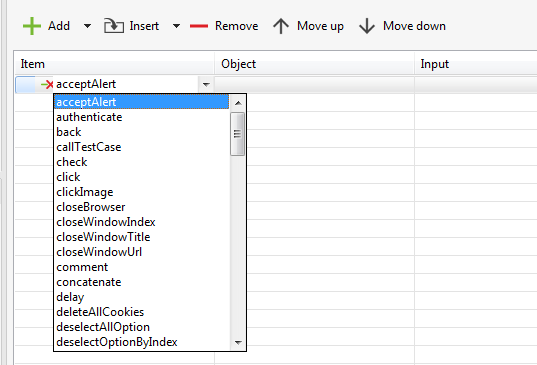 Add Insert Remove Move up Move down
Item Object Input
acceptAlert
acceptAlert
authenticate
back
callTestCase
check
click
clickImage
closeBrowser
closeWindowIndex
closeWindowTitle
closeWindowUrl
comment
concatenate
delay
deleteAllCookies
deselectAllOption
deselectOptionByIndex